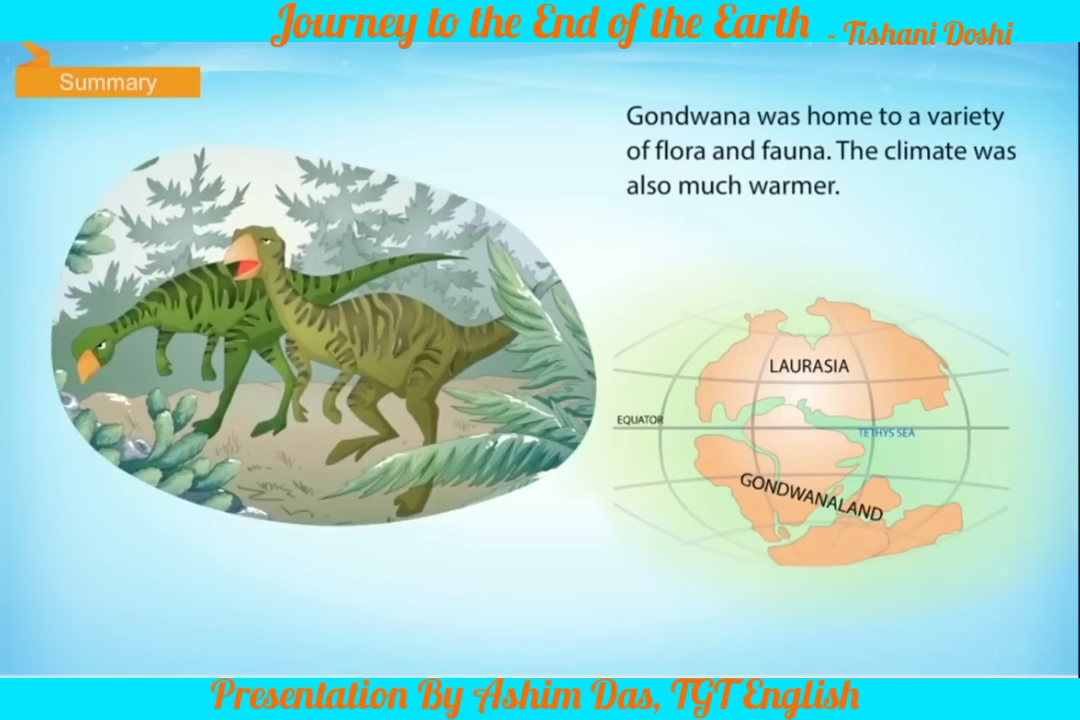 Journey to the End of the Earth - Tishani Doshi
Summary
Gondwana was home to a variety
of flora and fauna. The climate was
also much warmer.
LAURASIA
EQUATOR
TETHYS SEA
GONDWANALAND
Presentation By Ashim Das, TGT English